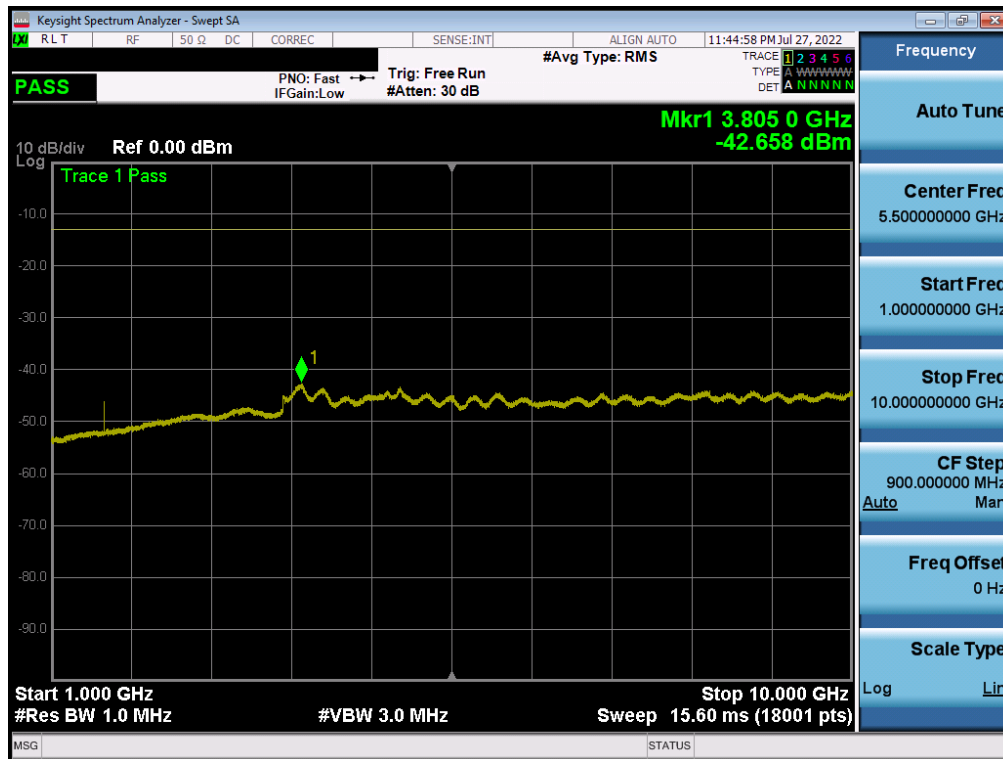 Keysight Spectrum Analyzer - Swept SA
LXI R L T RF 50 Ω DC CORREC SENSE:INT ALIGN AUTO 11:44:58 PM Jul 27, 2022
PASS
PNO: Fast
IFGain:Low
Trig: Free Run
#Atten: 30 dB
#Avg Type: RMS
TRACE 1 2 3 4 5 6
TYPE A WWWWW
DET A N N N N N
Mkr1 3.805 0 GHz
-42.658 dBm
10 dB/div Ref 0.00 dBm
Log
Trace 1 Pass
-10.0
-20.0
-30.0
-40.0
-50.0
-60.0
-70.0
-80.0
-90.0
1
Start 1.000 GHz Stop 10.000 GHz
#Res BW 1.0 MHz #VBW 3.0 MHz Sweep 15.60 ms (18001 pts)
MSG STATUS
Frequency
Auto Tune
Center Freq
5.500000000 GHz
Start Freq
1.000000000 GHz
Stop Freq
10.000000000 GHz
CF Step
900.000000 MHz
Auto Man
Freq Offset
0 Hz
Scale Type
Log Lin